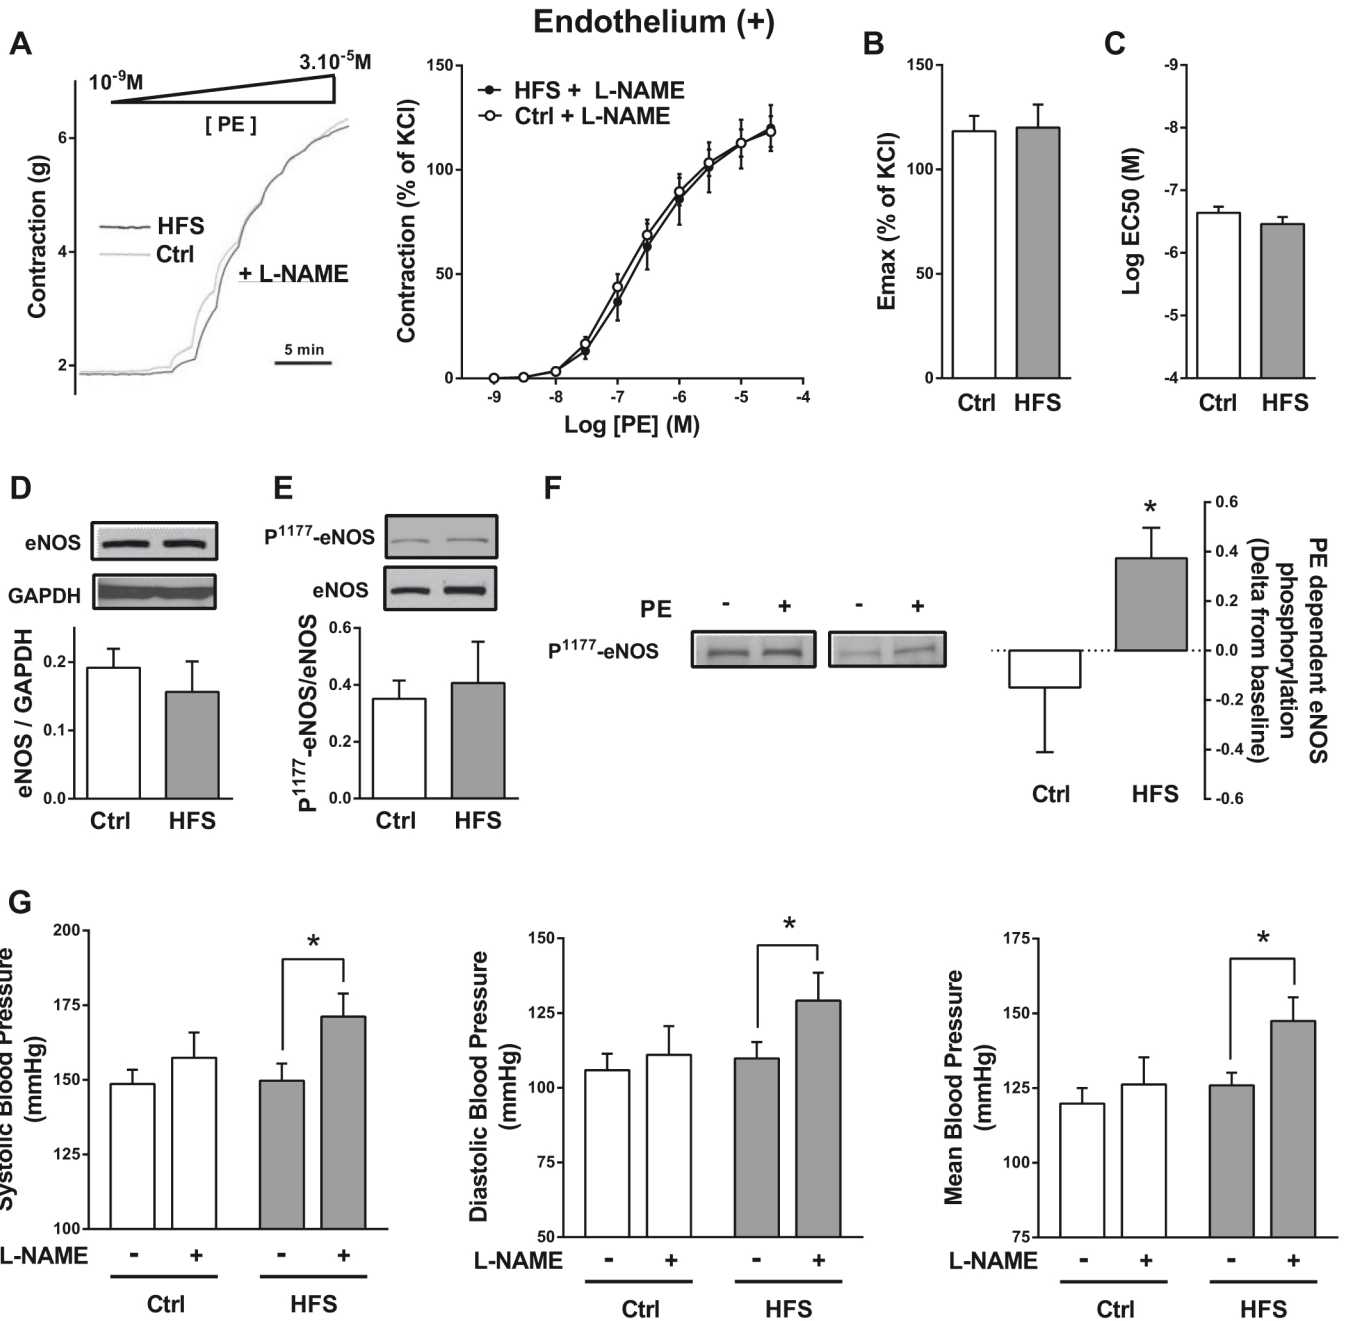 Endothelium (+)
A
10-9M
3.10-5M
[ PE ]
Contraction (g)
6
4
2
HFS
Ctrl
+ L-NAME
5 min
Contraction (% of KCl)
150
100
50
0
HFS + L-NAME
Ctrl + L-NAME
-9 -8 -7 -6 -5 -4
Log [PE] (M)
B
Emax (% of KCl)
150
100
50
0
Ctrl HFS
C
Log EC50 (M)
-9
-8
-7
-6
-5
-4
Ctrl HFS
D
eNOS
GAPDH
eNOS / GAPDH
0.2
0.1
0.0
Ctrl HFS
E
P1177-eNOS
eNOS
P1177-eNOS/eNOS
0.6
0.4
0.2
0.0
Ctrl HFS
F
PE - + - +
P1177-eNOS
*
0.6
0.4
0.2
0.0
-0.2
-0.4
-0.6
Ctrl HFS
PE dependent eNOS
phosphorylation
(Delta from baseline)
G
Systolic Blood Pressure
(mmHg)
200
175
150
125
100
*
L-NAME - + - +
Ctrl HFS
Diastolic Blood Pressure
(mmHg)
150
125
100
75
50
*
L-NAME - + - +
Ctrl HFS
Mean Blood Pressure
(mmHg)
175
150
125
100
75
*
L-NAME - + - +
Ctrl HFS